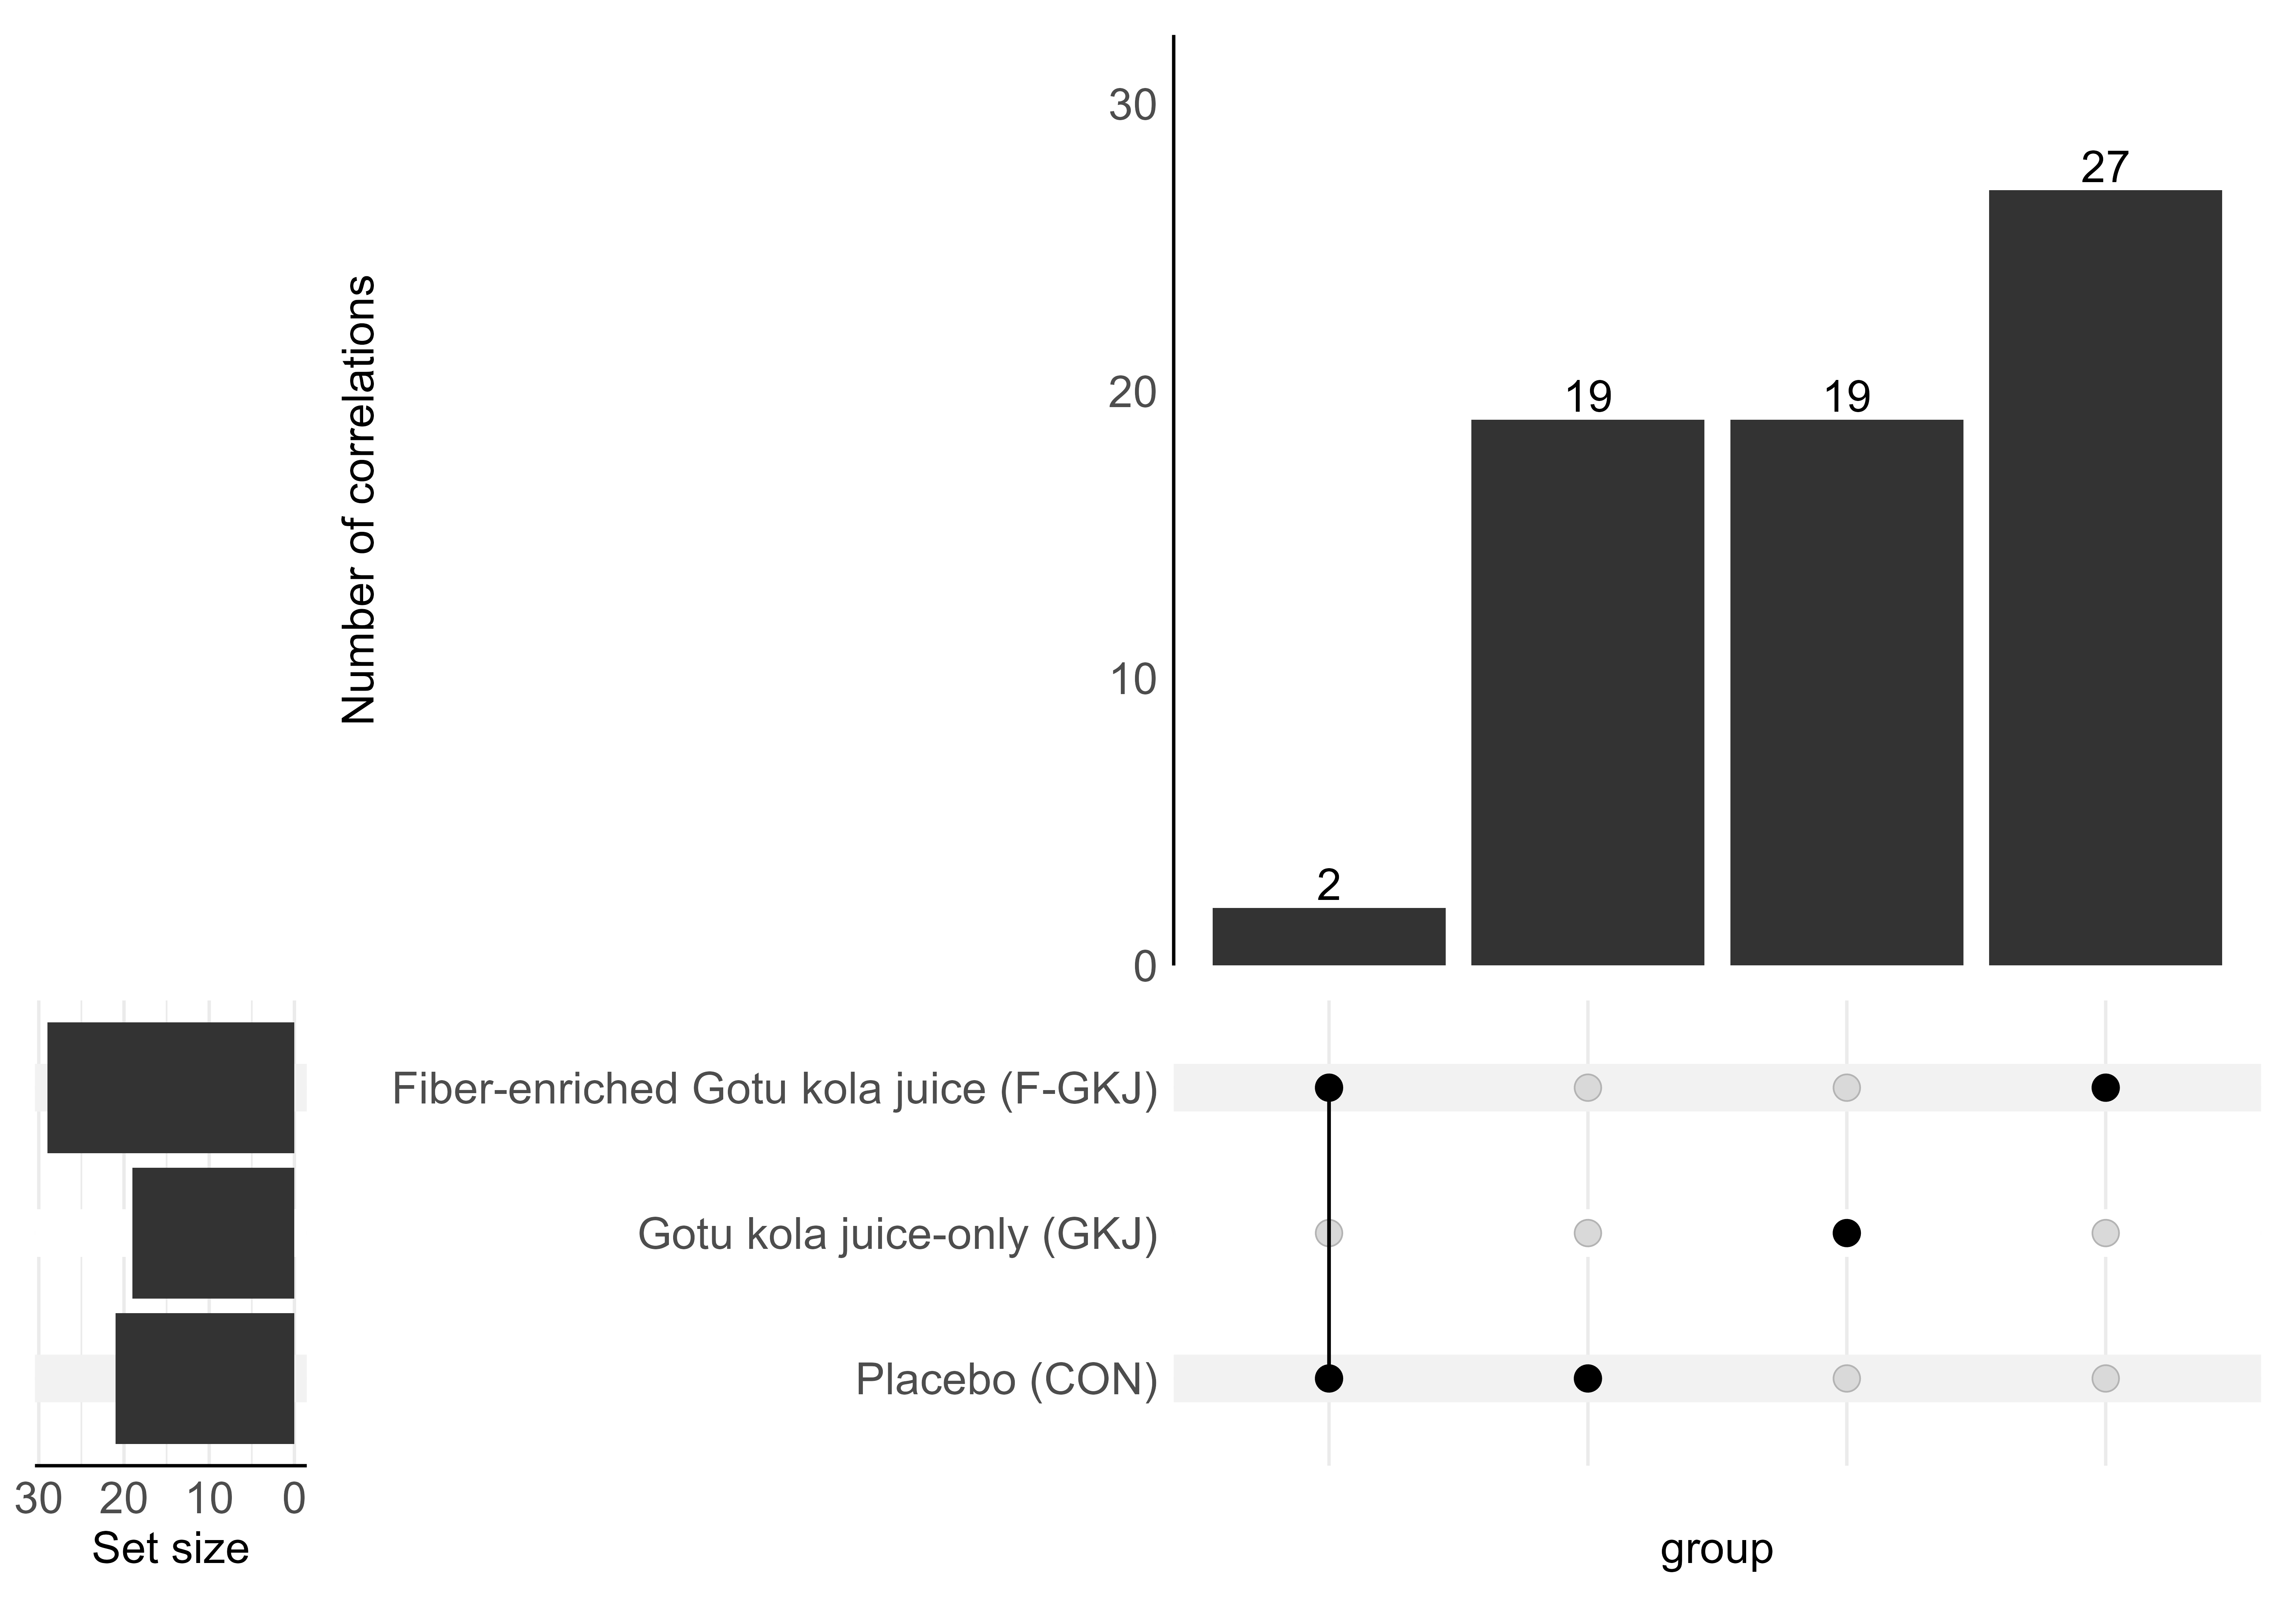 Number of correlations
30
20
10
0
2
19
19
27
Fiber-enriched Gotu kola juice (F-GKJ)
Gotu kola juice-only (GKJ)
Placebo (CON)
30 20 10 0
Set size
group